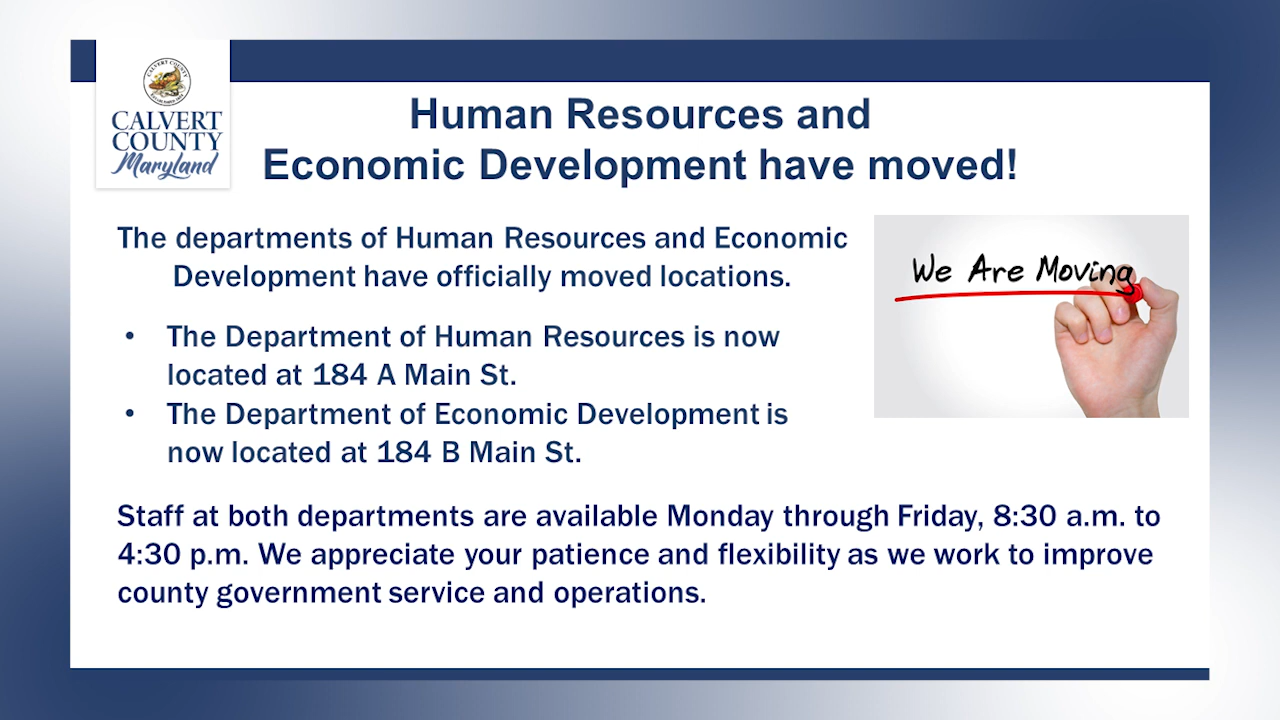 CALVERT COUNTY
CALVERT
COUNTY
Maryland
Human Resources and
Economic Development have moved!
The departments of Human Resources and Economic
Development have officially moved locations.
• The Department of Human Resources is now
located at 184 A Main St.
• The Department of Economic Development is
now located at 184 B Main St.
We Are Moving
Staff at both departments are available Monday through Friday, 8:30 a.m. to
4:30 p.m. We appreciate your patience and flexibility as we work to improve
county government service and operations.